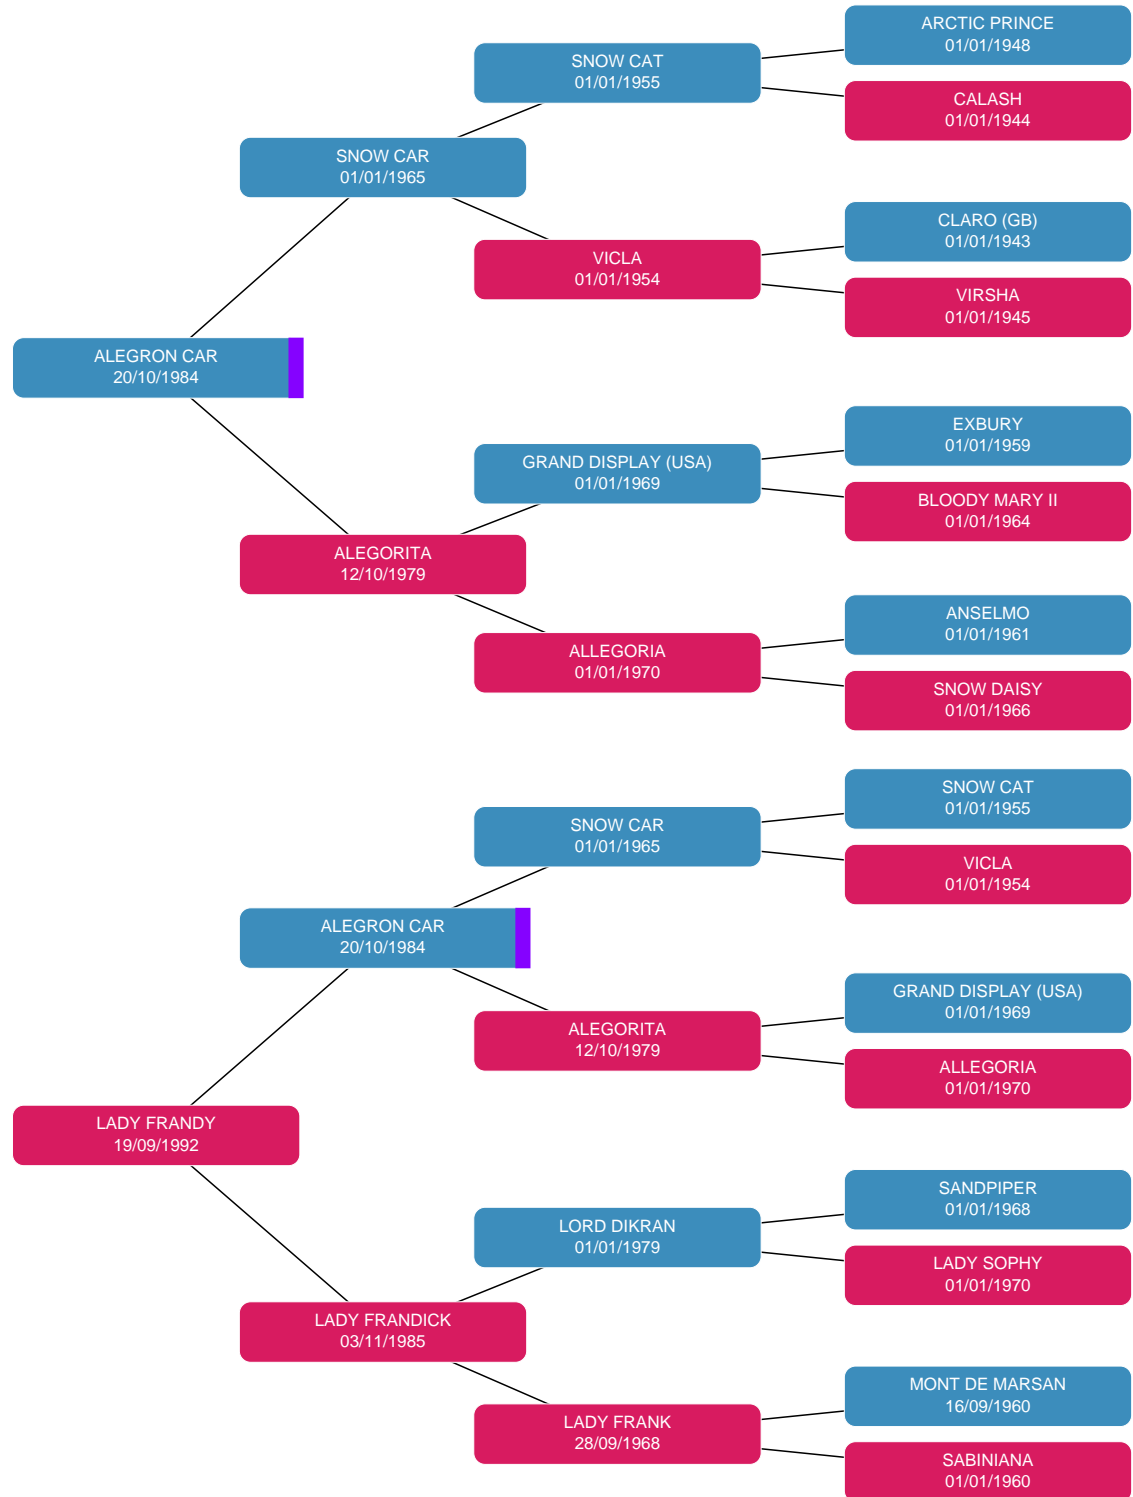 ARCTIC PRINCE
01/01/1948
SNOW CAT
01/01/1955
CALASH
01/01/1944
SNOW CAR
01/01/1965
CLARO (GB)
01/01/1943
VICLA
01/01/1954
VIRSHA
01/01/1945
ALEGRON CAR
20/10/1984
EXBURY
01/01/1959
GRAND DISPLAY (USA)
01/01/1969
BLOODY MARY II
01/01/1964
ALEGORITA
12/10/1979
ANSELMO
01/01/1961
ALLEGORIA
01/01/1970
SNOW DAISY
01/01/1966
SNOW CAT
01/01/1955
SNOW CAR
01/01/1965
VICLA
01/01/1954
ALEGRON CAR
20/10/1984
GRAND DISPLAY (USA)
01/01/1969
ALEGORITA
12/10/1979
ALLEGORIA
01/01/1970
LADY FRANDY
19/09/1992
SANDPIPER
01/01/1968
LORD DIKRAN
01/01/1979
LADY SOPHY
01/01/1970
LADY FRANDICK
03/11/1985
MONT DE MARSAN
16/09/1960
LADY FRANK
28/09/1968
SABINIANA
01/01/1960